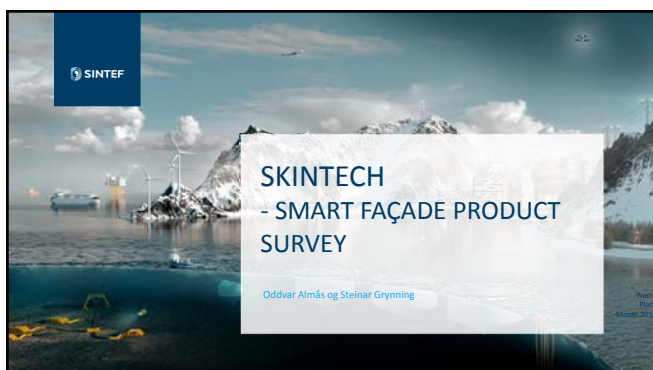 SINTEF
SKINTECH
- SMART FAÇADE PRODUCT
SURVEY
Oddvar Almås og Steinar Grynning